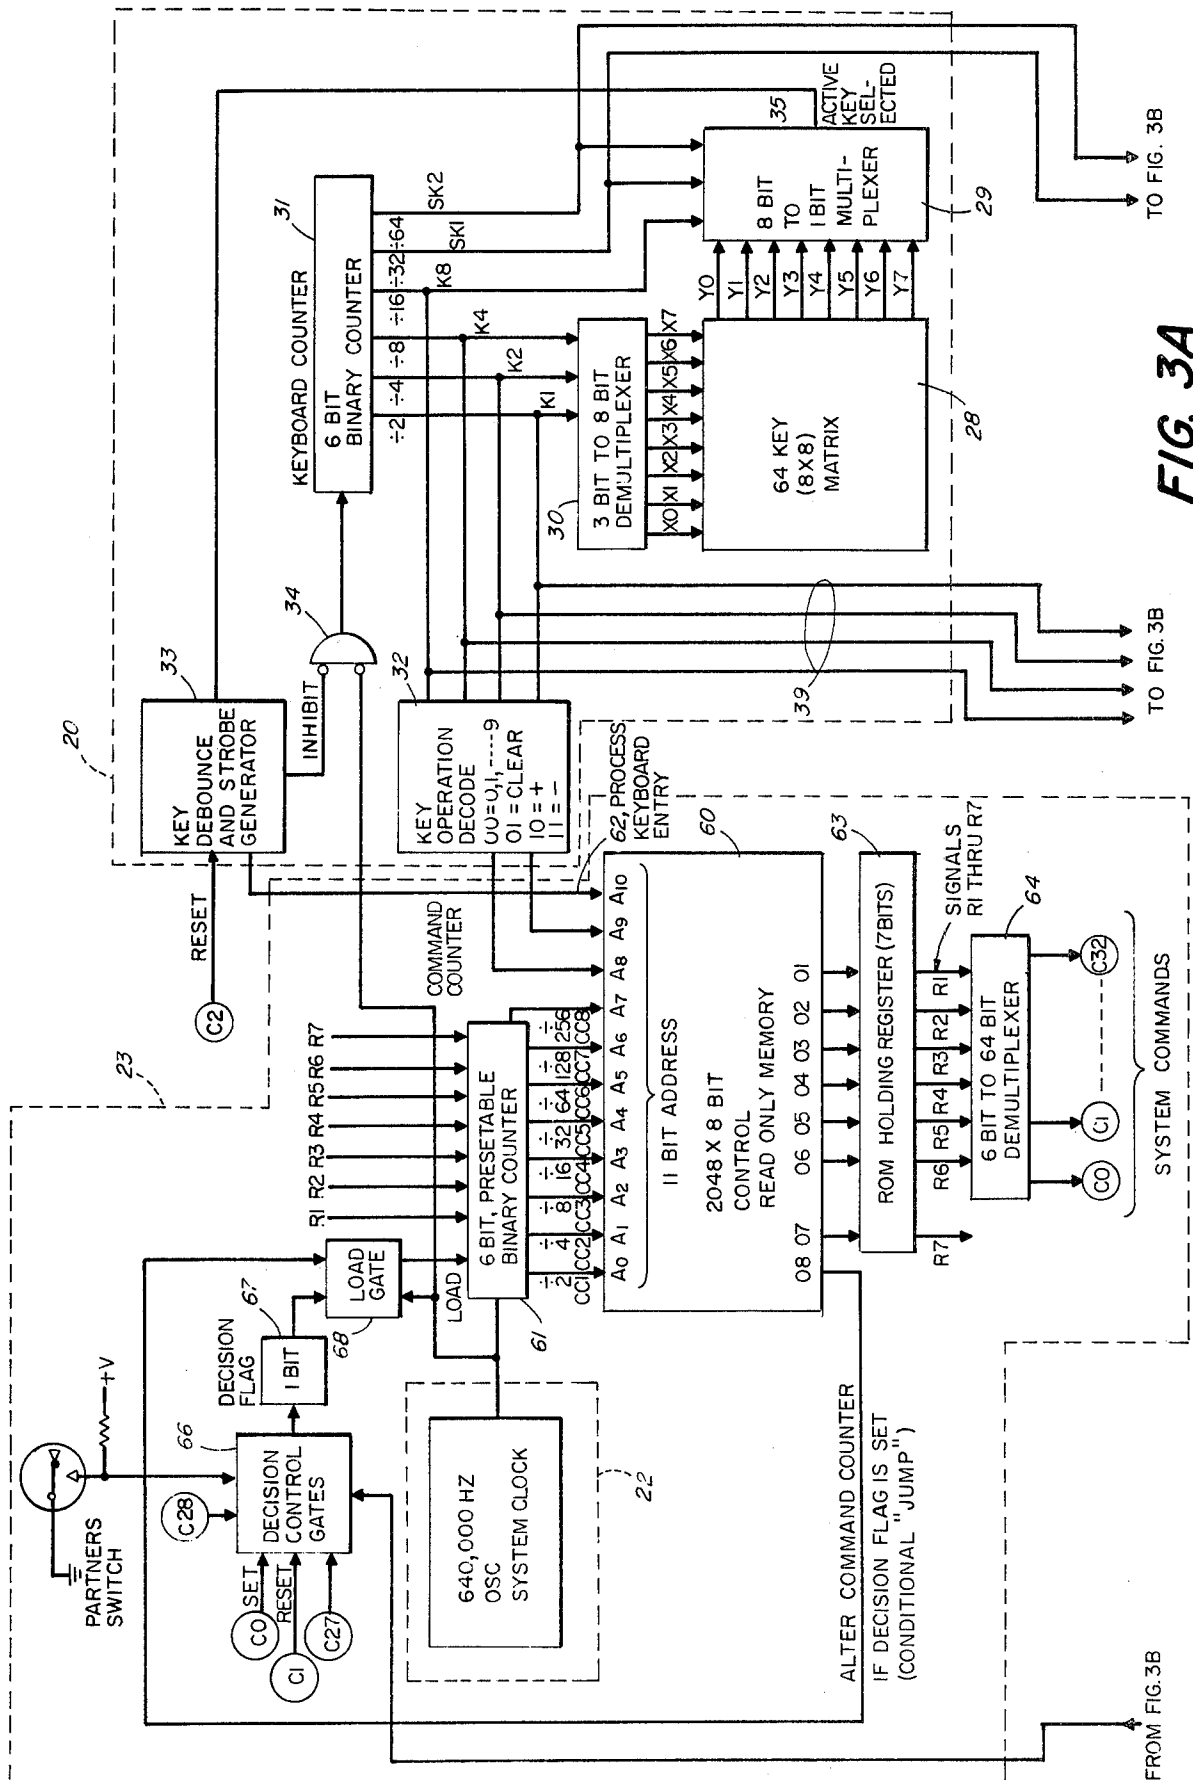 FIG. 3A
20
23
22
KEY
DEBOUNCE
AND STROBE
GENERATOR
33
RESET
C2
INHIBIT
34
KEYBOARD COUNTER
6 BIT
BINARY COUNTER
31
÷2 ÷4 ÷8 ÷16 ÷32 ÷64
K1 K2 K4 K8 SK1 SK2
KEY
OPERATION
DECODE
00=0,1,----9
01=CLEAR
10=+
11=-
32
3 BIT TO 8 BIT
DEMULTIPLEXER
30
X0 X1 X2 X3 X4 X5 X6 X7
64 KEY
(8X8)
MATRIX
28
Y0
Y1
Y2
Y3
Y4
Y5
Y6
Y7
8 BIT
TO
1 BIT
MULTI-
PLEXER
29
35
ACTIVE
KEY
SEL-
ECTED
39
TO FIG. 3B
TO FIG. 3B
62, PROCESS
KEYBOARD
ENTRY
PARTNERS
SWITCH
+V
C28
DECISION
CONTROL
GATES
66
C0 SET
C1 RESET
C27
DECISION
FLAG
1 BIT
67
LOAD
GATE
68
LOAD
R1 R2 R3 R4 R5 R6 R7
COMMAND
COUNTER
6 BIT, PRESETABLE
BINARY COUNTER
61
÷2 ÷4 ÷8 ÷16 ÷32 ÷64 ÷128 ÷256
CC1 CC2 CC3 CC4 CC5 CC6 CC7 CC8
640,000 HZ
OSC
SYSTEM CLOCK
A0 A1 A2 A3 A4 A5 A6 A7 A8 A9 A10
11 BIT ADDRESS
2048 X 8 BIT
CONTROL
READ ONLY MEMORY
60
08 07 06 05 04 03 02 01
ROM HOLDING REGISTER (7BITS)
63
R7 R6 R5 R4 R3 R2 R1
SIGNALS
R1 THRU R7
6 BIT TO 64 BIT
DEMULTIPLEXER
64
C0 C1 C32
SYSTEM COMMANDS
ALTER COMMAND COUNTER
IF DECISION FLAG IS SET
(CONDITIONAL "JUMP")
FROM FIG.3B